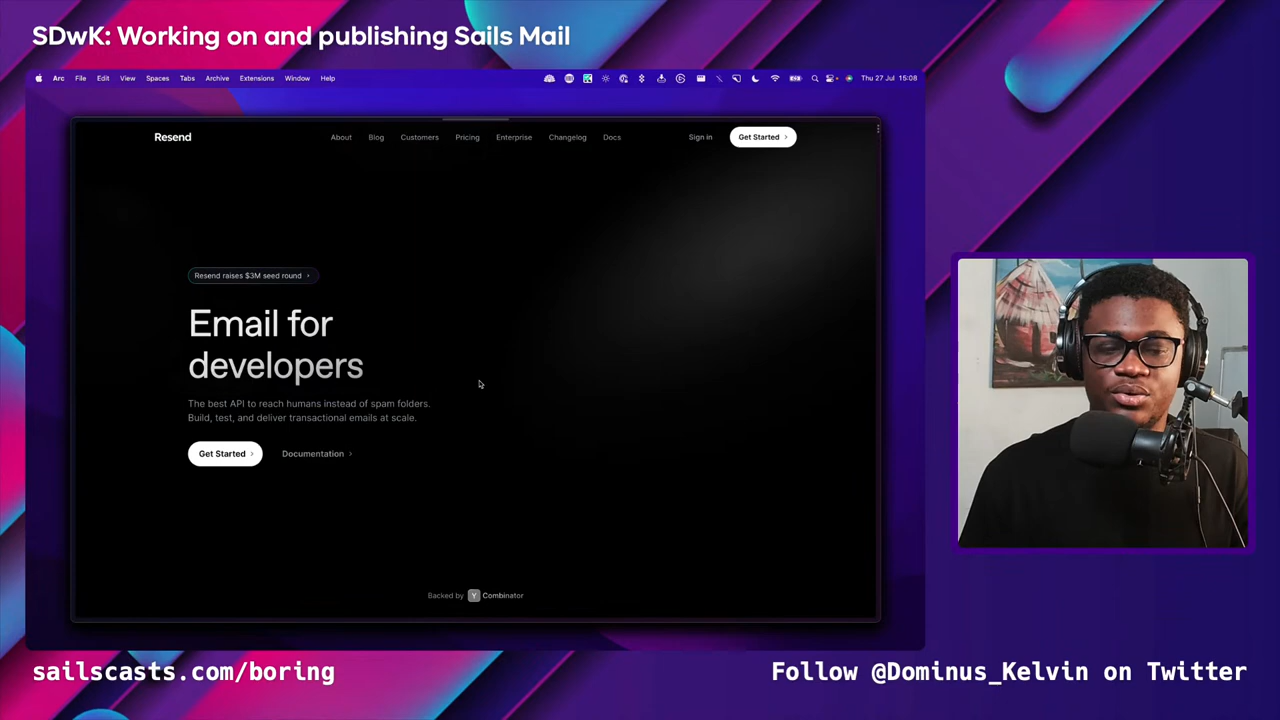 SDwK: Working on and publishing Sails Mail
Arc File Edit View Spaces Tabs Archive Extensions Window Help
Thu 27 Jul 15:08
Resend
About Blog Customers Pricing Enterprise Changelog Docs
Sign in
Get Started
Resend raises $3M seed round
Email for
developers
The best API to reach humans instead of spam folders.
Build, test, and deliver transactional emails at scale.
Get Started
Documentation
Backed by Y Combinator
sailscasts.com/boring
Follow @Dominus_Kelvin on Twitter